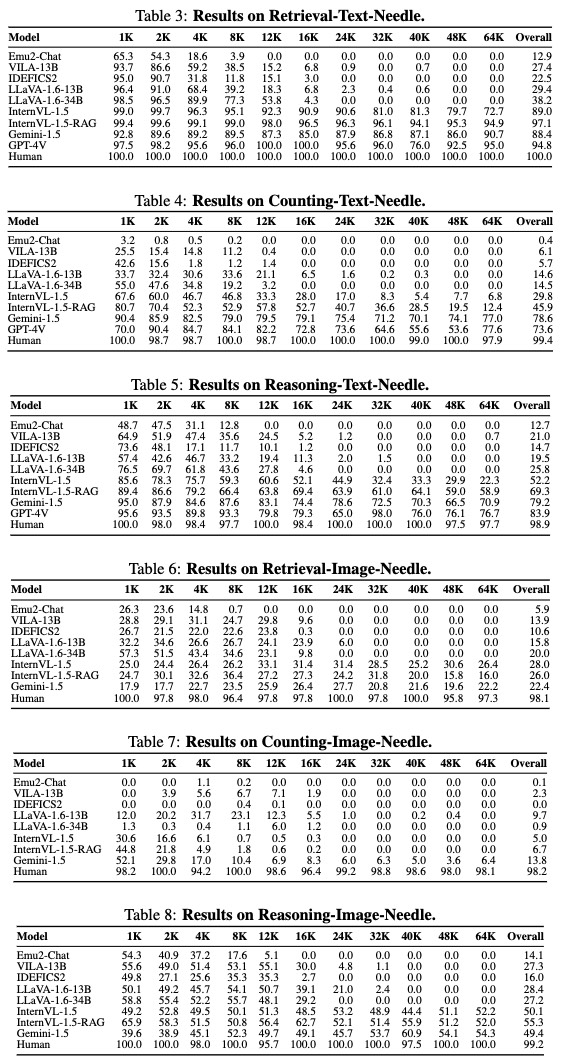 Table 3: Results on Retrieval-Text-Needle.
Model 1K 2K 4K 8K 12K 16K 24K 32K 40K 48K 64K Overall
Emu2-Chat 65.3 54.3 18.6 3.9 0.0 0.0 0.0 0.0 0.0 0.0 0.0 12.9
VILA-13B 93.7 86.6 59.2 38.5 15.2 6.8 0.9 0.0 0.7 0.0 0.0 27.4
IDEFICS2 95.0 90.7 31.8 11.8 15.1 3.0 0.0 0.0 0.0 0.0 0.0 22.5
LLaVA-1.6-13B 96.4 91.0 68.4 39.2 18.3 6.8 2.3 0.4 0.6 0.0 0.0 29.4
LLaVA-1.6-34B 98.5 96.5 89.9 77.3 53.8 4.3 0.0 0.0 0.0 0.0 0.0 38.2
InternVL-1.5 99.0 99.7 96.3 95.1 92.3 90.9 90.6 81.0 81.3 79.7 72.7 89.0
InternVL-1.5-RAG 99.4 99.6 99.1 99.0 98.0 96.5 96.3 96.1 94.1 95.3 94.9 97.1
Gemini-1.5 92.8 89.6 89.2 89.5 87.3 85.0 87.9 86.8 87.1 86.0 90.7 88.4
GPT-4V 97.5 98.2 95.6 96.0 100.0 100.0 95.6 96.0 76.0 92.5 95.0 94.8
Human 100.0 100.0 100.0 100.0 100.0 100.0 100.0 100.0 100.0 100.0 100.0 100.0
Table 4: Results on Counting-Text-Needle.
Model 1K 2K 4K 8K 12K 16K 24K 32K 40K 48K 64K Overall
Emu2-Chat 3.2 0.8 0.5 0.2 0.0 0.0 0.0 0.0 0.0 0.0 0.0 0.4
VILA-13B 25.5 15.4 14.8 11.2 0.4 0.0 0.0 0.0 0.0 0.0 0.0 6.1
IDEFICS2 42.6 15.6 1.8 1.2 1.4 0.0 0.0 0.0 0.0 0.0 0.0 5.7
LLaVA-1.6-13B 33.7 32.4 30.6 33.6 21.1 6.5 1.6 0.2 0.3 0.0 0.0 14.6
LLaVA-1.6-34B 55.0 47.6 34.8 19.2 3.2 0.0 0.0 0.0 0.0 0.0 0.0 14.5
InternVL-1.5 67.6 60.0 46.7 46.8 33.3 28.0 17.0 8.3 5.4 7.7 6.8 29.8
InternVL-1.5-RAG 80.7 70.4 52.3 52.9 57.8 52.7 40.7 36.6 28.5 19.5 12.4 45.9
Gemini-1.5 90.4 85.9 82.5 79.0 79.5 79.1 75.4 71.2 70.1 74.1 77.0 78.6
GPT-4V 70.0 90.4 84.7 84.1 82.2 72.8 73.6 64.6 55.6 53.6 77.6 73.6
Human 100.0 98.7 98.7 100.0 98.7 100.0 100.0 100.0 99.0 100.0 97.9 99.4
Table 5: Results on Reasoning-Text-Needle.
Model 1K 2K 4K 8K 12K 16K 24K 32K 40K 48K 64K Overall
Emu2-Chat 48.7 47.5 31.1 12.8 0.0 0.0 0.0 0.0 0.0 0.0 0.0 12.7
VILA-13B 64.9 51.9 47.4 35.6 24.5 5.2 1.2 0.0 0.0 0.0 0.7 21.0
IDEFICS2 73.6 48.1 17.1 11.7 10.1 1.2 0.0 0.0 0.0 0.0 0.0 14.7
LLaVA-1.6-13B 57.4 42.6 46.7 33.2 19.4 11.3 2.0 1.5 0.0 0.0 0.0 19.5
LLaVA-1.6-34B 76.5 69.7 61.8 43.6 27.8 4.6 0.0 0.0 0.0 0.0 0.0 25.8
InternVL-1.5 85.6 78.3 75.7 59.3 60.6 52.1 44.9 32.4 33.3 29.9 22.3 52.2
InternVL-1.5-RAG 89.4 86.6 79.2 66.4 63.8 69.4 63.9 61.0 64.1 59.0 58.9 69.3
Gemini-1.5 95.0 87.9 84.6 87.6 83.1 74.4 78.6 72.5 70.3 66.5 70.9 79.2
GPT-4V 95.6 93.5 89.8 93.3 79.8 79.3 65.0 98.0 76.0 76.1 76.7 83.9
Human 100.0 98.0 98.4 97.7 100.0 98.4 100.0 100.0 100.0 97.5 97.7 98.9
Table 6: Results on Retrieval-Image-Needle.
Model 1K 2K 4K 8K 12K 16K 24K 32K 40K 48K 64K Overall
Emu2-Chat 26.3 23.6 14.8 0.7 0.0 0.0 0.0 0.0 0.0 0.0 0.0 5.9
VILA-13B 28.8 29.1 31.1 24.7 29.8 9.6 0.0 0.0 0.0 0.0 0.0 13.9
IDEFICS2 26.7 21.5 22.0 22.6 23.8 0.3 0.0 0.0 0.0 0.0 0.0 10.6
LLaVA-1.6-13B 32.2 34.6 26.6 26.7 24.1 23.9 6.0 0.0 0.0 0.0 0.0 15.8
LLaVA-1.6-34B 57.3 51.5 43.4 34.6 23.1 9.8 0.0 0.0 0.0 0.0 0.0 20.0
InternVL-1.5 25.0 24.4 26.4 26.2 33.1 31.4 31.4 28.5 25.2 30.6 26.4 28.0
InternVL-1.5-RAG 24.7 30.1 32.6 36.4 27.2 27.3 24.2 31.8 20.0 15.8 16.0 26.0
Gemini-1.5 17.9 17.7 22.7 23.5 25.9 26.4 27.7 20.8 21.6 19.6 22.2 22.4
Human 100.0 97.8 98.0 96.4 97.8 97.8 100.0 97.8 100.0 95.8 97.3 98.1
Table 7: Results on Counting-Image-Needle.
Model 1K 2K 4K 8K 12K 16K 24K 32K 40K 48K 64K Overall
Emu2-Chat 0.0 0.0 1.1 0.2 0.0 0.0 0.0 0.0 0.0 0.0 0.0 0.1
VILA-13B 0.0 3.9 5.6 6.7 7.1 1.9 0.0 0.0 0.0 0.0 0.0 2.3
IDEFICS2 0.0 0.0 0.0 0.4 0.1 0.0 0.0 0.0 0.0 0.0 0.0 0.0
LLaVA-1.6-13B 12.0 20.2 31.7 23.1 12.3 5.5 1.0 0.0 0.2 0.4 0.0 9.7
LLaVA-1.6-34B 1.3 0.3 0.4 1.1 6.0 1.2 0.0 0.0 0.0 0.0 0.0 0.9
InternVL-1.5 30.6 16.6 6.1 0.7 0.5 0.3 0.0 0.0 0.0 0.0 0.0 5.0
InternVL-1.5-RAG 44.8 21.8 4.9 1.8 0.6 0.2 0.0 0.0 0.0 0.0 0.0 6.7
Gemini-1.5 52.1 29.8 17.0 10.4 6.9 8.3 6.0 6.3 5.0 3.6 6.4 13.8
Human 98.2 100.0 94.2 100.0 98.6 96.4 99.2 98.8 98.6 98.0 98.1 98.2
Table 8: Results on Reasoning-Image-Needle.
Model 1K 2K 4K 8K 12K 16K 24K 32K 40K 48K 64K Overall
Emu2-Chat 54.3 40.9 37.2 17.6 5.1 0.0 0.0 0.0 0.0 0.0 0.0 14.1
VILA-13B 55.6 49.0 51.4 53.1 55.1 30.0 4.8 1.1 0.0 0.0 0.0 27.3
IDEFICS2 49.8 27.1 25.6 35.3 35.3 2.7 0.0 0.0 0.0 0.0 0.0 16.0
LLaVA-1.6-13B 50.1 49.2 45.7 54.1 50.7 39.1 21.0 2.4 0.0 0.0 0.0 28.4
LLaVA-1.6-34B 58.8 55.4 52.2 55.7 48.1 29.2 0.0 0.0 0.0 0.0 0.0 27.2
InternVL-1.5 49.2 52.8 49.5 50.1 51.3 48.5 53.2 48.9 44.4 51.1 52.2 50.1
InternVL-1.5-RAG 65.9 58.3 51.5 50.8 56.4 62.7 52.1 51.4 55.9 51.2 52.0 55.3
Gemini-1.5 39.6 38.9 45.1 52.3 49.7 49.1 45.7 53.7 60.9 54.1 54.3 49.4
Human 100.0 100.0 98.0 100.0 95.7 100.0 100.0 100.0 100.0 97.5 100.0 99.2